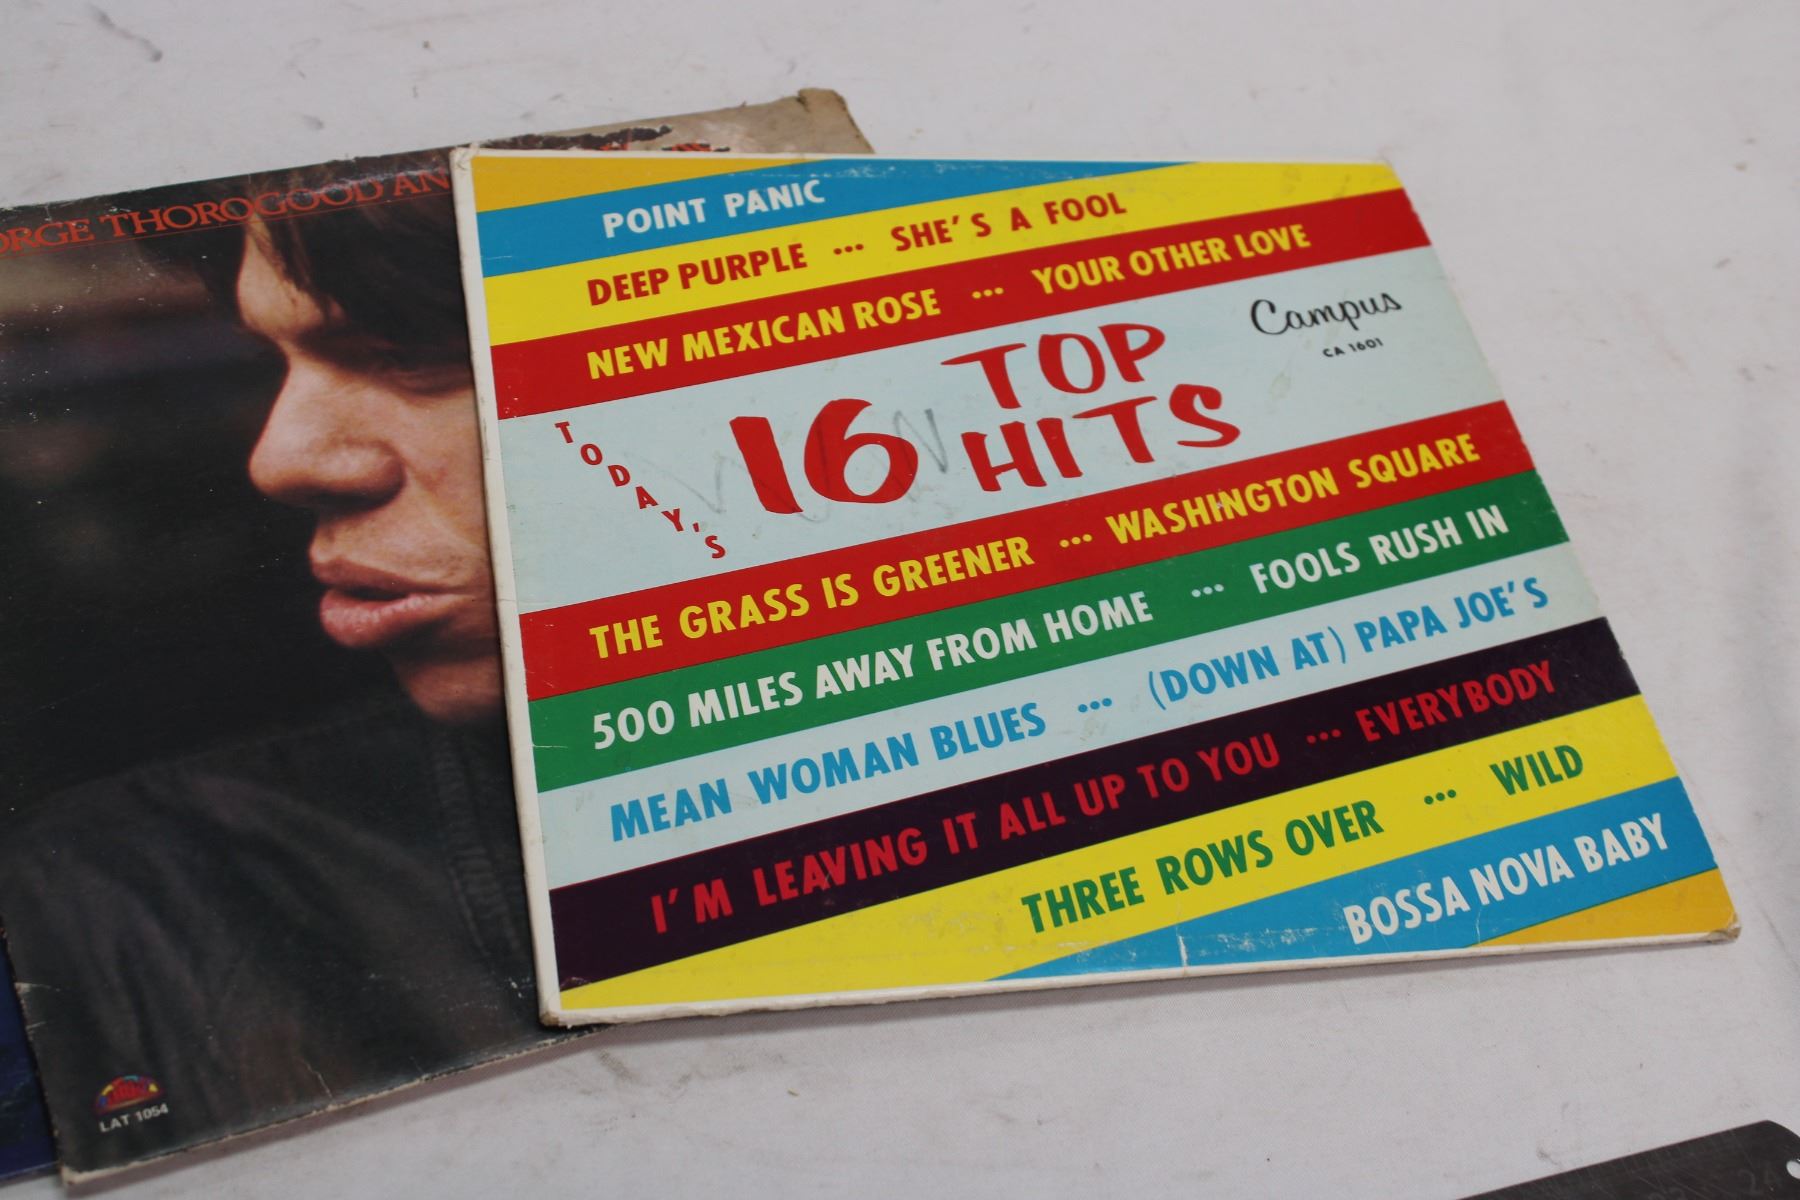 ORGE THOROGOOD AN
LAT 1054
POINT PANIC
DEEP PURPLE ... SHE'S A FOOL
NEW MEXICAN ROSE ... YOUR OTHER LOVE
Campus
CA 1601
TODAY'S
16 TOP
HITS
THE GRASS IS GREENER ... WASHINGTON SQUARE
500 MILES AWAY FROM HOME ... FOOLS RUSH IN
MEAN WOMAN BLUES ... (DOWN AT) PAPA JOE'S
I'M LEAVING IT ALL UP TO YOU ... EVERYBODY
THREE ROWS OVER ... WILD
BOSSA NOVA BABY